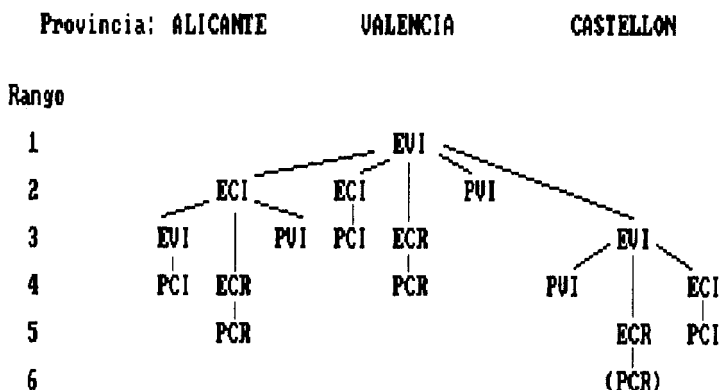 Provincia: ALICANTE VALENCIA CASTELLON
Rango
1 EVI
2 ECI ECI PVI
3 EVI PVI PCI ECR EVI
4 PCI ECR PCR PVI ECI
5 PCR ECR PCI
6 (PCR)